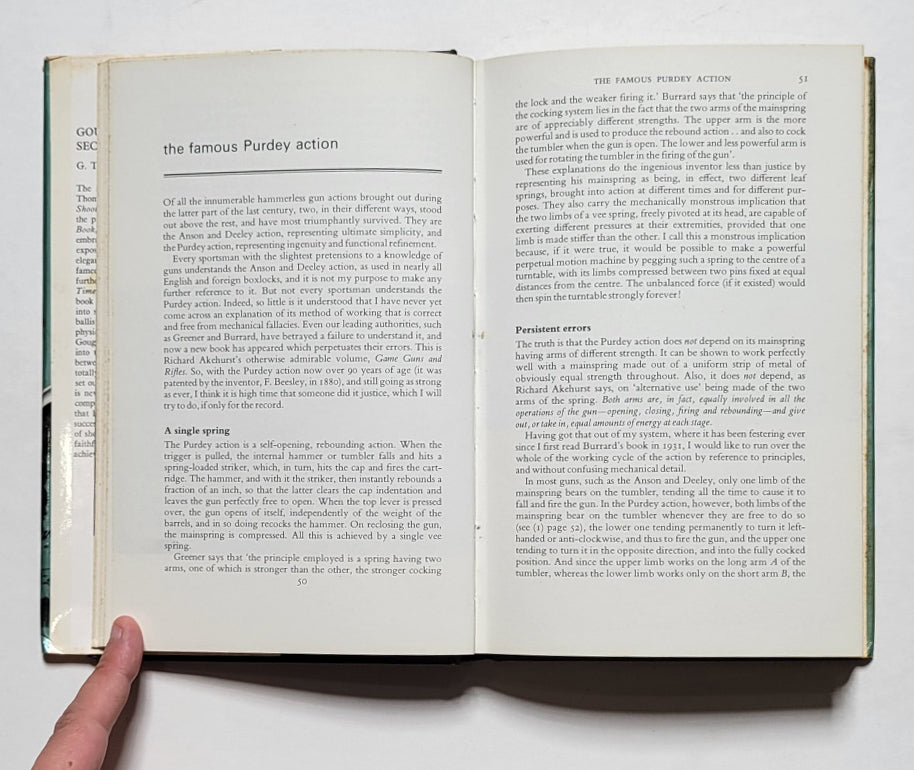 GOU
SEC
G. T
The
Thon
Shoo
the p
Book,
embr
expo
elegan
famed
furthe
Time
book
into s
ballis
physi
Goug
into t
betwe
totall
set ou
is nev
comp
that i
succes
of sho
faithf
achie
the famous Purdey action
Of all the innumerable hammerless gun actions brought out during
the latter part of the last century, two, in their different ways, stood
out above the rest, and have most triumphantly survived. They are
the Anson and Deeley action, representing ultimate simplicity, and
the Purdey action, representing ingenuity and functional refinement.
Every sportsman with the slightest pretensions to a knowledge of
guns understands the Anson and Deeley action, as used in nearly all
English and foreign boxlocks, and it is not my purpose to make any
further reference to it. But not every sportsman understands the
Purdey action. Indeed, so little is it understood that I have never yet
come across an explanation of its method of working that is correct
and free from mechanical fallacies. Even our leading authorities, such
as Greener and Burrard, have betrayed a failure to understand it, and
now a new book has appeared which perpetuates their errors. This is
Richard Akehurst's otherwise admirable volume, Game Guns and
Rifles. So, with the Purdey action now over 90 years of age (it was
patented by the inventor, F. Beesley, in 1880), and still going as strong
as ever, I think it is high time that someone did it justice, which I will
try to do, if only for the record.
A single spring
The Purdey action is a self-opening, rebounding action. When the
trigger is pulled, the internal hammer or tumbler falls and hits a
spring-loaded striker, which, in turn, hits the cap and fires the cart-
ridge. The hammer, and with it the striker, then instantly rebounds a
fraction of an inch, so that the latter clears the cap indentation and
leaves the gun perfectly free to open. When the top lever is pressed
over, the gun opens of itself, independently of the weight of the
barrels, and in so doing recocks the hammer. On reclosing the gun,
the mainspring is compressed. All this is achieved by a single vee
spring.
Greener says that 'the principle employed is a spring having two
arms, one of which is stronger than the other, the stronger cocking
50
THE FAMOUS PURDEY ACTION 51
the lock and the weaker firing it.' Burrard says that 'the principle of
the cocking system lies in the fact that the two arms of the mainspring
are of appreciably different strengths. The upper arm is the more
powerful and is used to produce the rebound action . . and also to cock
the tumbler when the gun is open. The lower and less powerful arm is
used for rotating the tumbler in the firing of the gun'.
These explanations do the ingenious inventor less than justice by
representing his mainspring as being, in effect, two different leaf
springs, brought into action at different times and for different pur-
poses. They also carry the mechanically monstrous implication that
the two limbs of a vee spring, freely pivoted at its head, are capable of
exerting different pressures at their extremities, provided that one
limb is made stiffer than the other. I call this a monstrous implication
because, if it were true, it would be possible to make a powerful
perpetual motion machine by pegging such a spring to the centre of a
turntable, with its limbs compressed between two pins fixed at equal
distances from the centre. The unbalanced force (if it existed) would
then spin the turntable strongly forever!
Persistent errors
The truth is that the Purdey action does not depend on its mainspring
having arms of different strength. It can be shown to work perfectly
well with a mainspring made out of a uniform strip of metal of
obviously equal strength throughout. Also, it does not depend, as
Richard Akehurst says, on 'alternative use' being made of the two
arms of the spring. Both arms are, in fact, equally involved in all the
operations of the gun—opening, closing, firing and rebounding—and give
out, or take in, equal amounts of energy at each stage.
Having got that out of my system, where it has been festering ever
since I first read Burrard's book in 1931, I would like to run over the
whole of the working cycle of the action by reference to principles,
and without confusing mechanical detail.
In most guns, such as the Anson and Deeley, only one limb of the
mainspring bears on the tumbler, tending all the time to cause it to
fall and fire the gun. In the Purdey action, however, both limbs of the
mainspring bear on the tumbler whenever they are free to do so
(see (1) page 52), the lower one tending permanently to turn it left-
handed or anti-clockwise, and thus to fire the gun, and the upper one
tending to turn it in the opposite direction, and into the fully cocked
position. And since the upper limb works on the long arm A of the
tumbler, whereas the lower limb works only on the short arm B, the